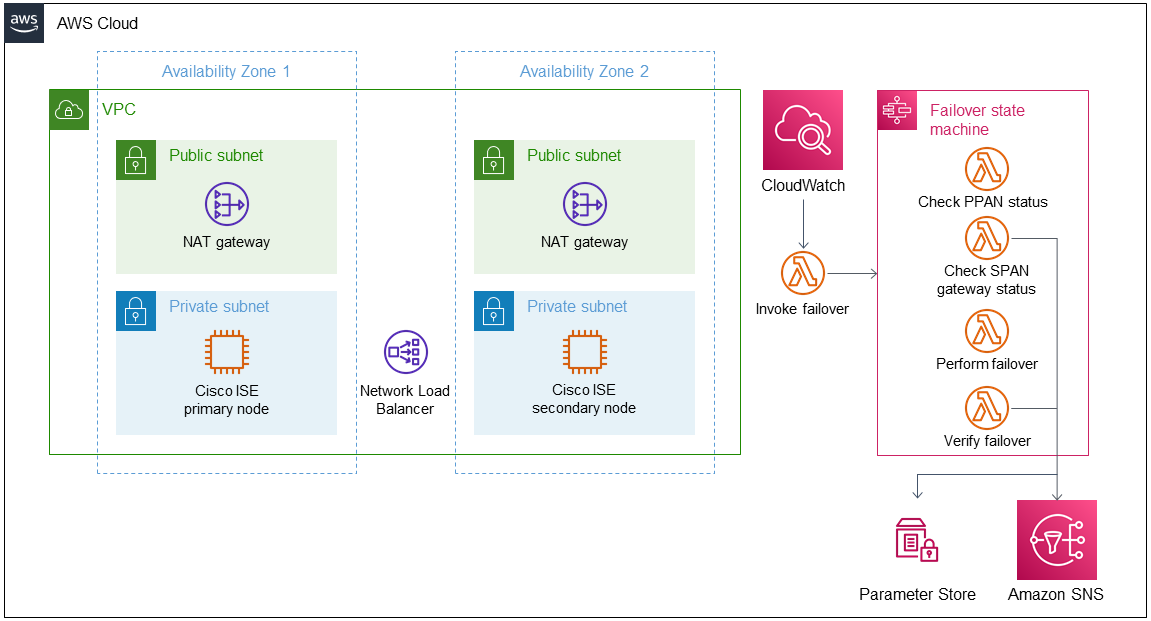 aws
AWS Cloud
Availability Zone 1
Availability Zone 2
VPC
Public subnet
NAT gateway
Public subnet
NAT gateway
Private subnet
Cisco ISE
primary node
Network Load
Balancer
Private subnet
Cisco ISE
secondary node
CloudWatch
Invoke failover
Failover state
machine
Check PPAN status
Check SPAN
gateway status
Perform failover
Verify failover
Parameter Store
Amazon SNS